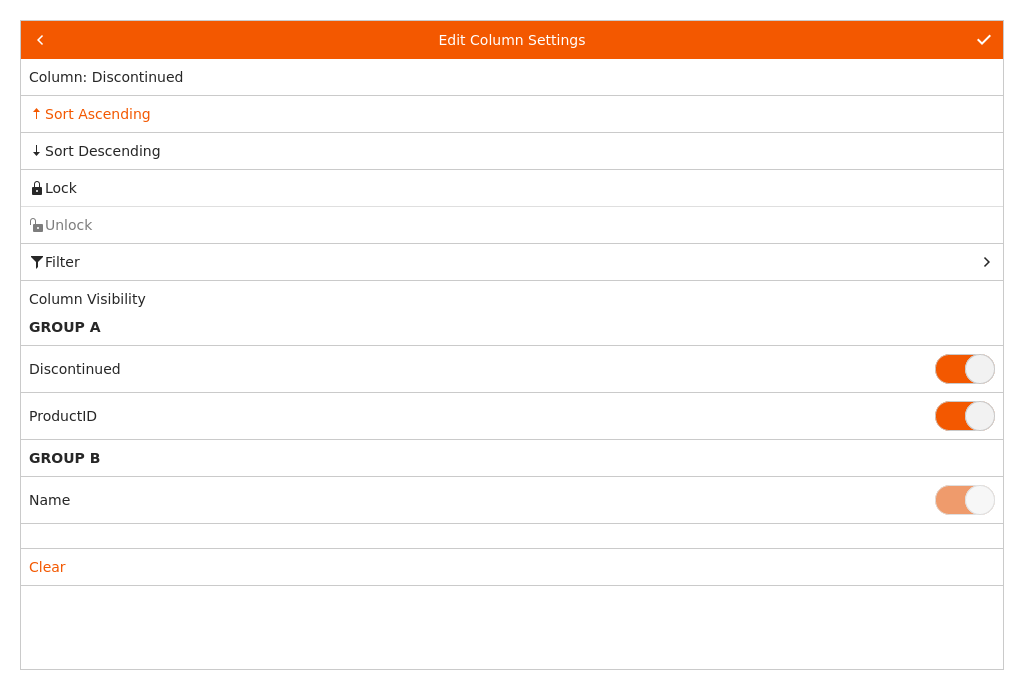 Edit Column Settings
Column: Discontinued
Sort Ascending
Sort Descending
Lock
Unlock
Filter
Column Visibility
GROUP A
Discontinued
ProductID
GROUP B
Name
Clear